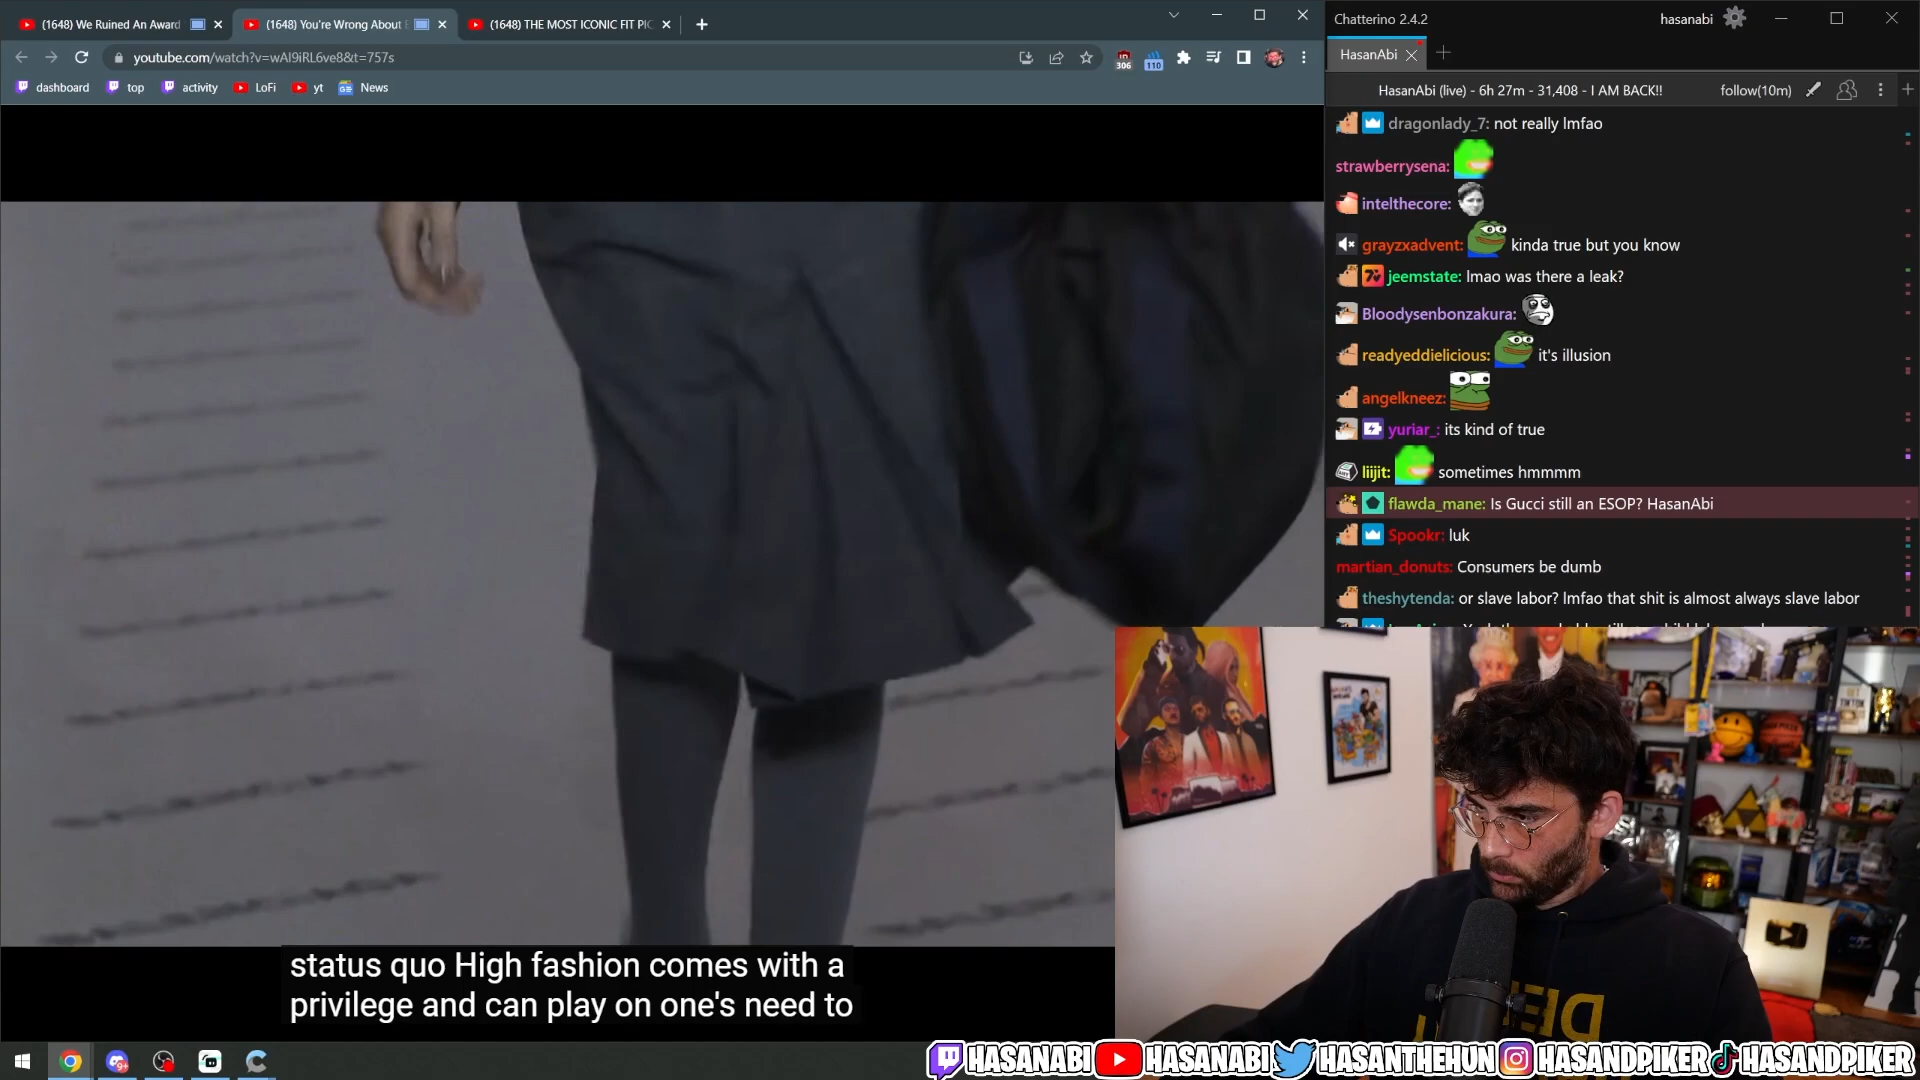 (1648) We Ruined An Award
(1648) You're Wrong About E
(1648) THE MOST ICONIC FIT PIC
youtube.com/watch?v=wAl9iRL6ve8&t=757s
306
110
dashboard
top
activity
LoFi
yt
News
status quo High fashion comes with a
privilege and can play on one's need to
Chatterino 2.4.2
hasanabi
HasanAbi
HasanAbi (live) - 6h 27m - 31,408 - I AM BACK!!
follow(10m)
dragonlady_7: not really lmfao
strawberrysena:
intelthecore:
grayzxadvent: kinda true but you know
jeemstate: lmao was there a leak?
Bloodysenbonzakura:
readyeddielicious: it's illusion
angelkneez:
yuriar_: its kind of true
liijit: sometimes hmmmm
flawda_mane: Is Gucci still an ESOP? HasanAbi
Spookr: luk
martian_donuts: Consumers be dumb
theshytenda: or slave labor? lmfao that shit is almost always slave labor
HASANABI HASANABI HASANTHEHUN HASANDPIKER HASANDPIKER